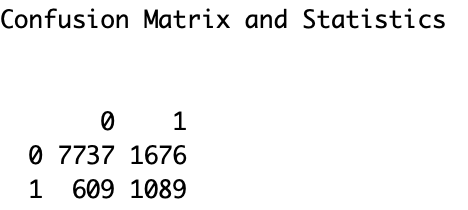 Confusion Matrix and Statistics
0 1
0 7737 1676
1 609 1089